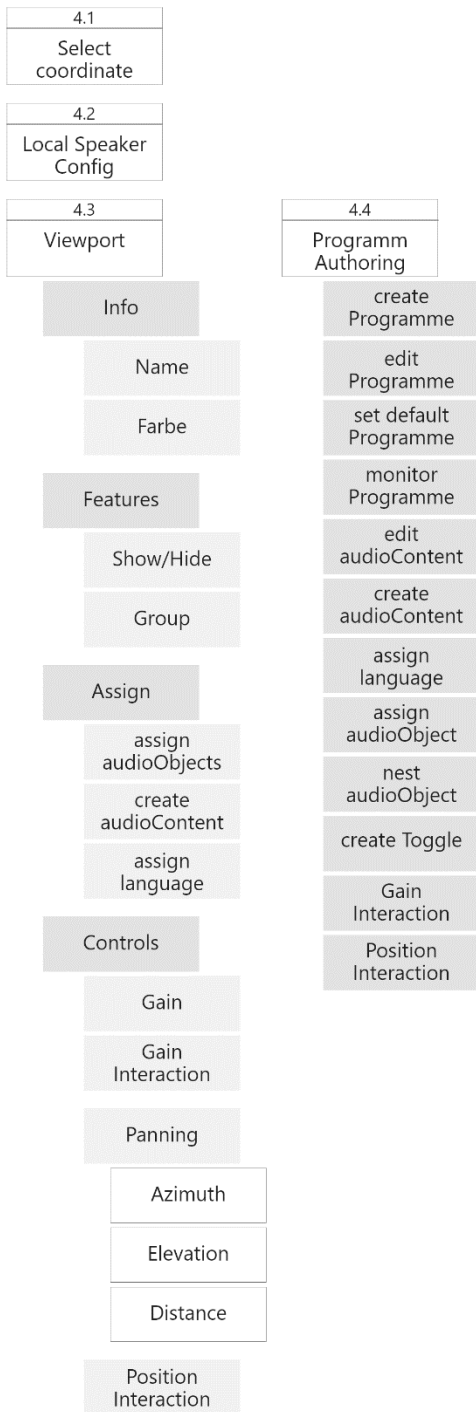 4.1
Select
coordinate
4.2
Local Speaker
Config
4.3
Viewport
Info
Name
Farbe
Features
Show/Hide
Group
Assign
assign
audioObjects
create
audioContent
assign
language
Controls
Gain
Gain
Interaction
Panning
Azimuth
Elevation
Distance
Position
Interaction
4.4
Programm
Authoring
create
Programme
edit
Programme
set default
Programme
monitor
Programme
edit
audioContent
create
audioContent
assign
language
assign
audioObject
nest
audioObject
create Toggle
Gain
Interaction
Position
Interaction